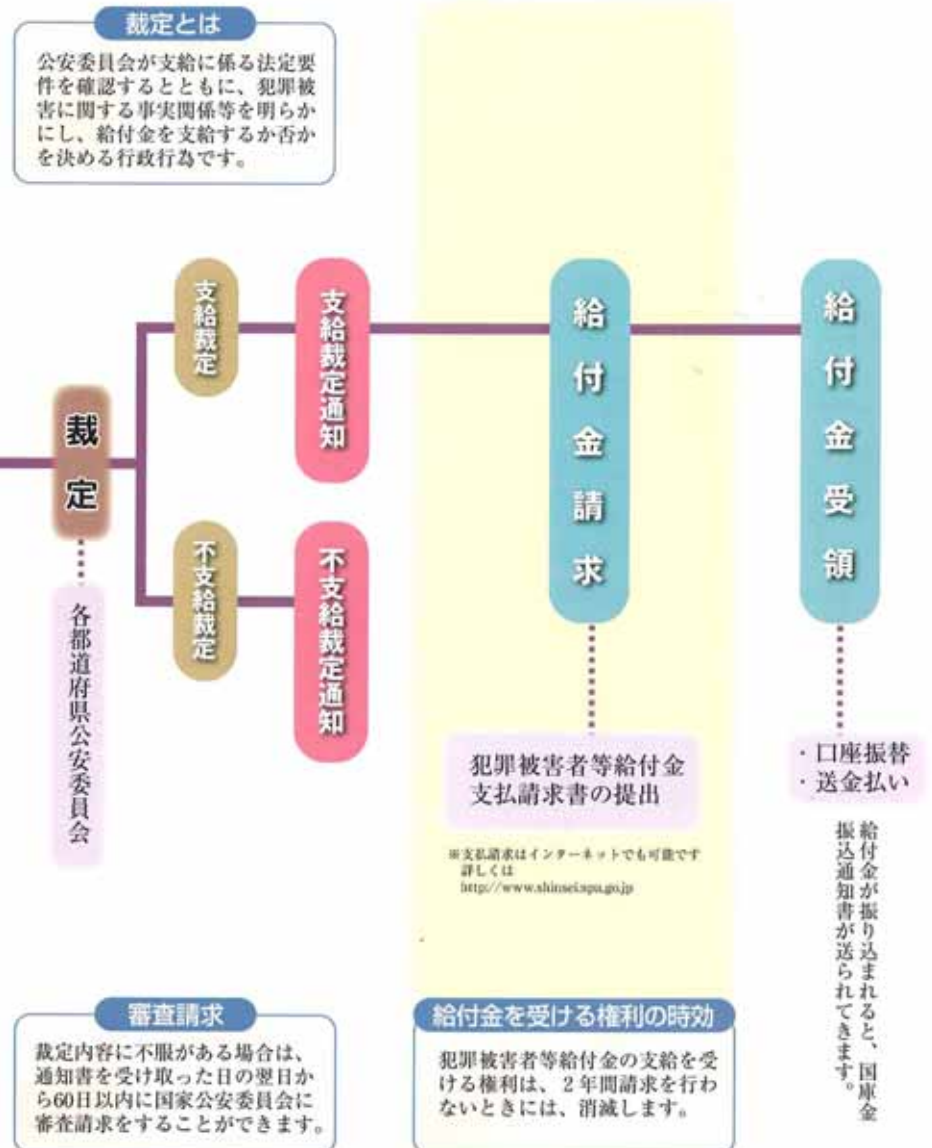 裁定とは
公安委員会が支給に係る法定要
件を確認するとともに、犯罪被
害に関する事実関係等を明らか
にし、給付金を支給するか否か
を決める行政行為です。
裁定
各都道府県公安委員会
支給裁定
支給裁定通知
不支給裁定
不支給裁定通知
給付金請求
犯罪被害者等給付金
支払請求書の提出
※支払請求はインターネットでも可能です
詳しくは
http://www.shinsei.npa.go.jp
給付金受領
・口座振替
・送金払い
給付金が振り込まれると、国庫金
振込通知書が送られてきます。
審査請求
裁定内容に不服がある場合は、
通知書を受け取った日の翌日か
ら60日以内に国家公安委員会に
審査請求をすることができます。
給付金を受ける権利の時効
犯罪被害者等給付金の支給を受
ける権利は、2年間請求を行わ
ないときには、消滅します。